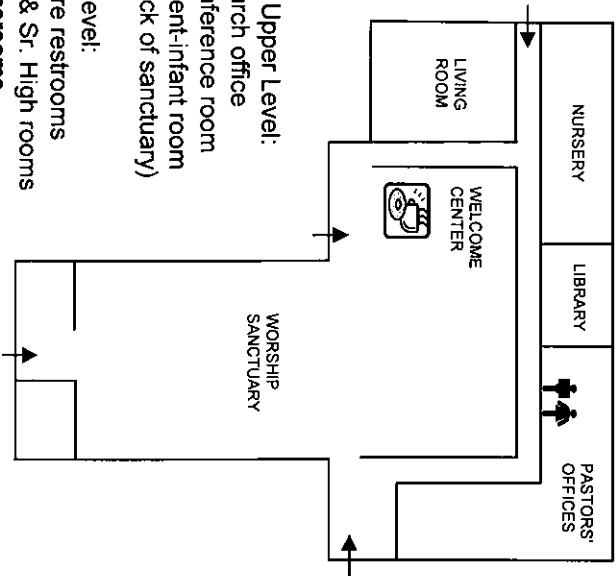 NURSERY
LIBRARY
PASTORS'
OFFICES
LIVING
ROOM
WELCOME
CENTER
WORSHIP
SANCTUARY
Upper Level:
rch office
ference room
ent-infant room
ck of sanctuary)
evel:
re restrooms
& Sr. High rooms